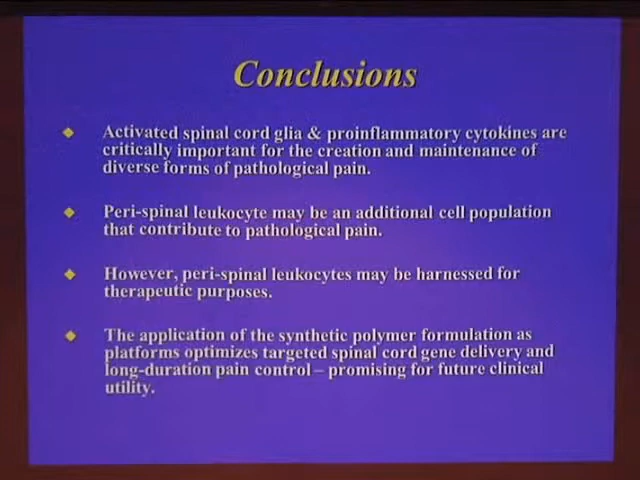 Conclusions
Activated spinal cord glia & proinflammatory cytokines are
critically important for the creation and maintenance of
diverse forms of pathological pain.
Peri-spinal leukocyte may be an additional cell population
that contribute to pathological pain.
However, peri-spinal leukocytes may be harnessed for
therapeutic purposes.
The application of the synthetic polymer formulation as
platforms optimizes targeted spinal cord gene delivery and
long-duration pain control – promising for future clinical
utility.